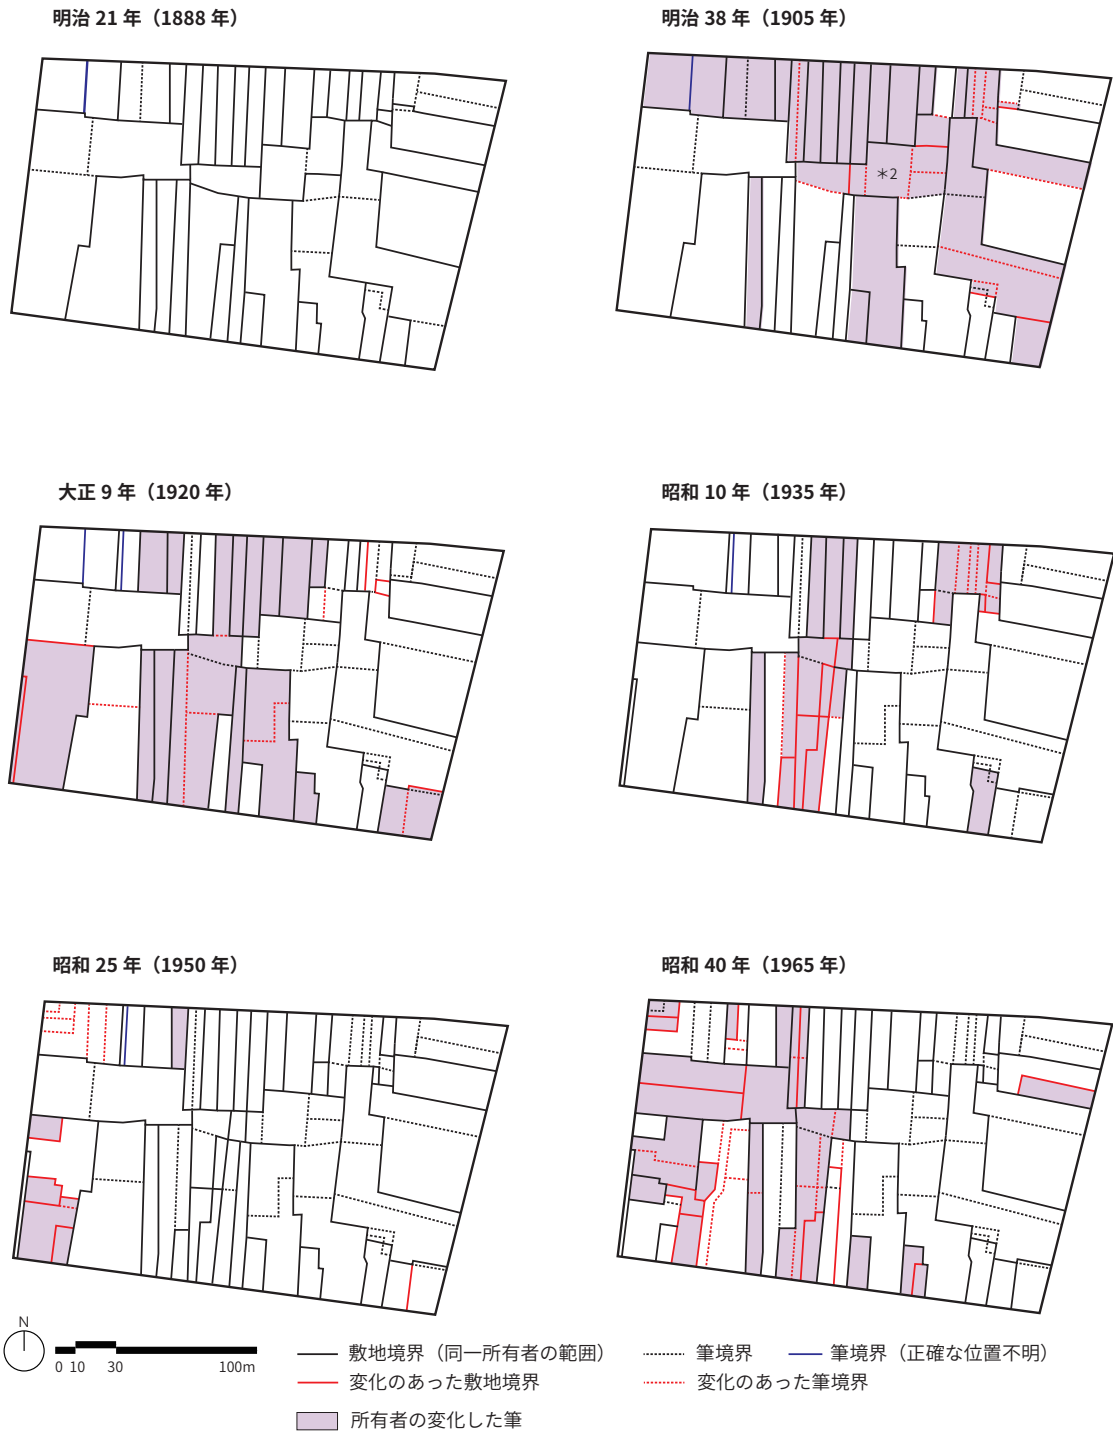 明治 21 年（1888 年）
明治 38 年（1905 年）
＊2
大正 9 年（1920 年）
昭和 10 年（1935 年）
昭和 25 年（1950 年）
昭和 40 年（1965 年）
N
0 10 30 100m
敷地境界（同一所有者の範囲）
筆境界
筆境界（正確な位置不明）
変化のあった敷地境界
変化のあった筆境界
所有者の変化した筆